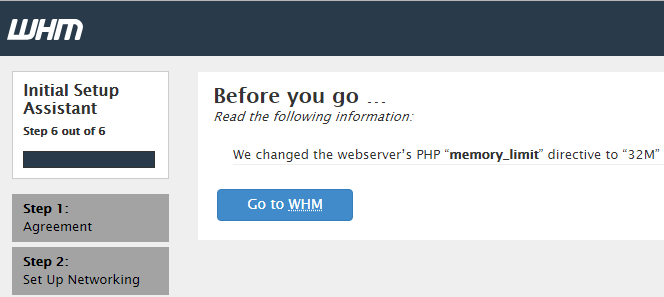 WHM
Initial Setup
Assistant
Step 6 out of 6
Step 1:
Agreement
Step 2:
Set Up Networking
Before you go ...
Read the following information:
We changed the webserver's PHP “memory_limit” directive to “32M”
Go to WHM